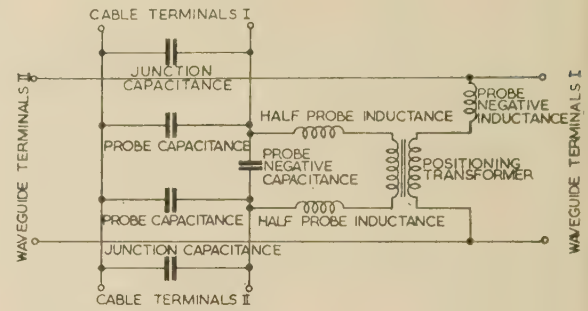 CABLE TERMINALS I
JUNCTION
CAPACITANCE
WAVEGUIDE TERMINALS II
PROBE CAPACITANCE
HALF PROBE INDUCTANCE
PROBE
NEGATIVE
INDUCTANCE
PROBE
NEGATIVE
CAPACITANCE
POSITIONING
TRANSFORMER
WAVEGUIDE TERMINALS I
PROBE CAPACITANCE
HALF PROBE INDUCTANCE
JUNCTION CAPACITANCE
CABLE TERMINALS II